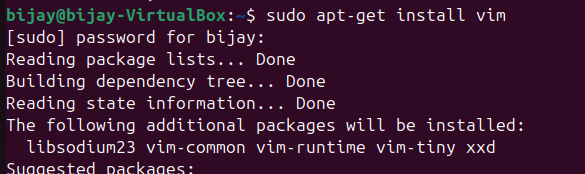 bijay@bijay-VirtualBox:~$ sudo apt-get install vim
[sudo] password for bijay:
Reading package lists... Done
Building dependency tree... Done
Reading state information... Done
The following additional packages will be installed:
  libsodium23 vim-common vim-runtime vim-tiny xxd
Suggested packages: